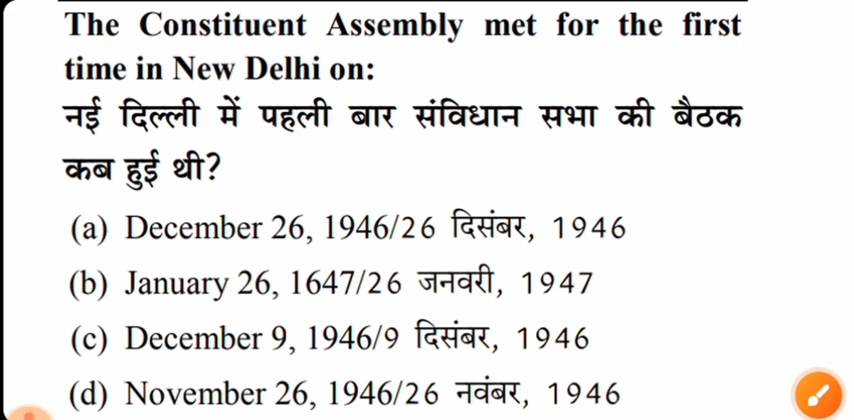 The Constituent Assembly met for the first
time in New Delhi on:
नई दिल्ली में पहली बार संविधान सभा की बैठक
कब हुई थी?
(a) December 26, 1946/26 दिसंबर, 1946
(b) January 26, 1647/26 जनवरी, 1947
(c) December 9, 1946/9 दिसंबर, 1946
(d) November 26, 1946/26 नवंबर, 1946